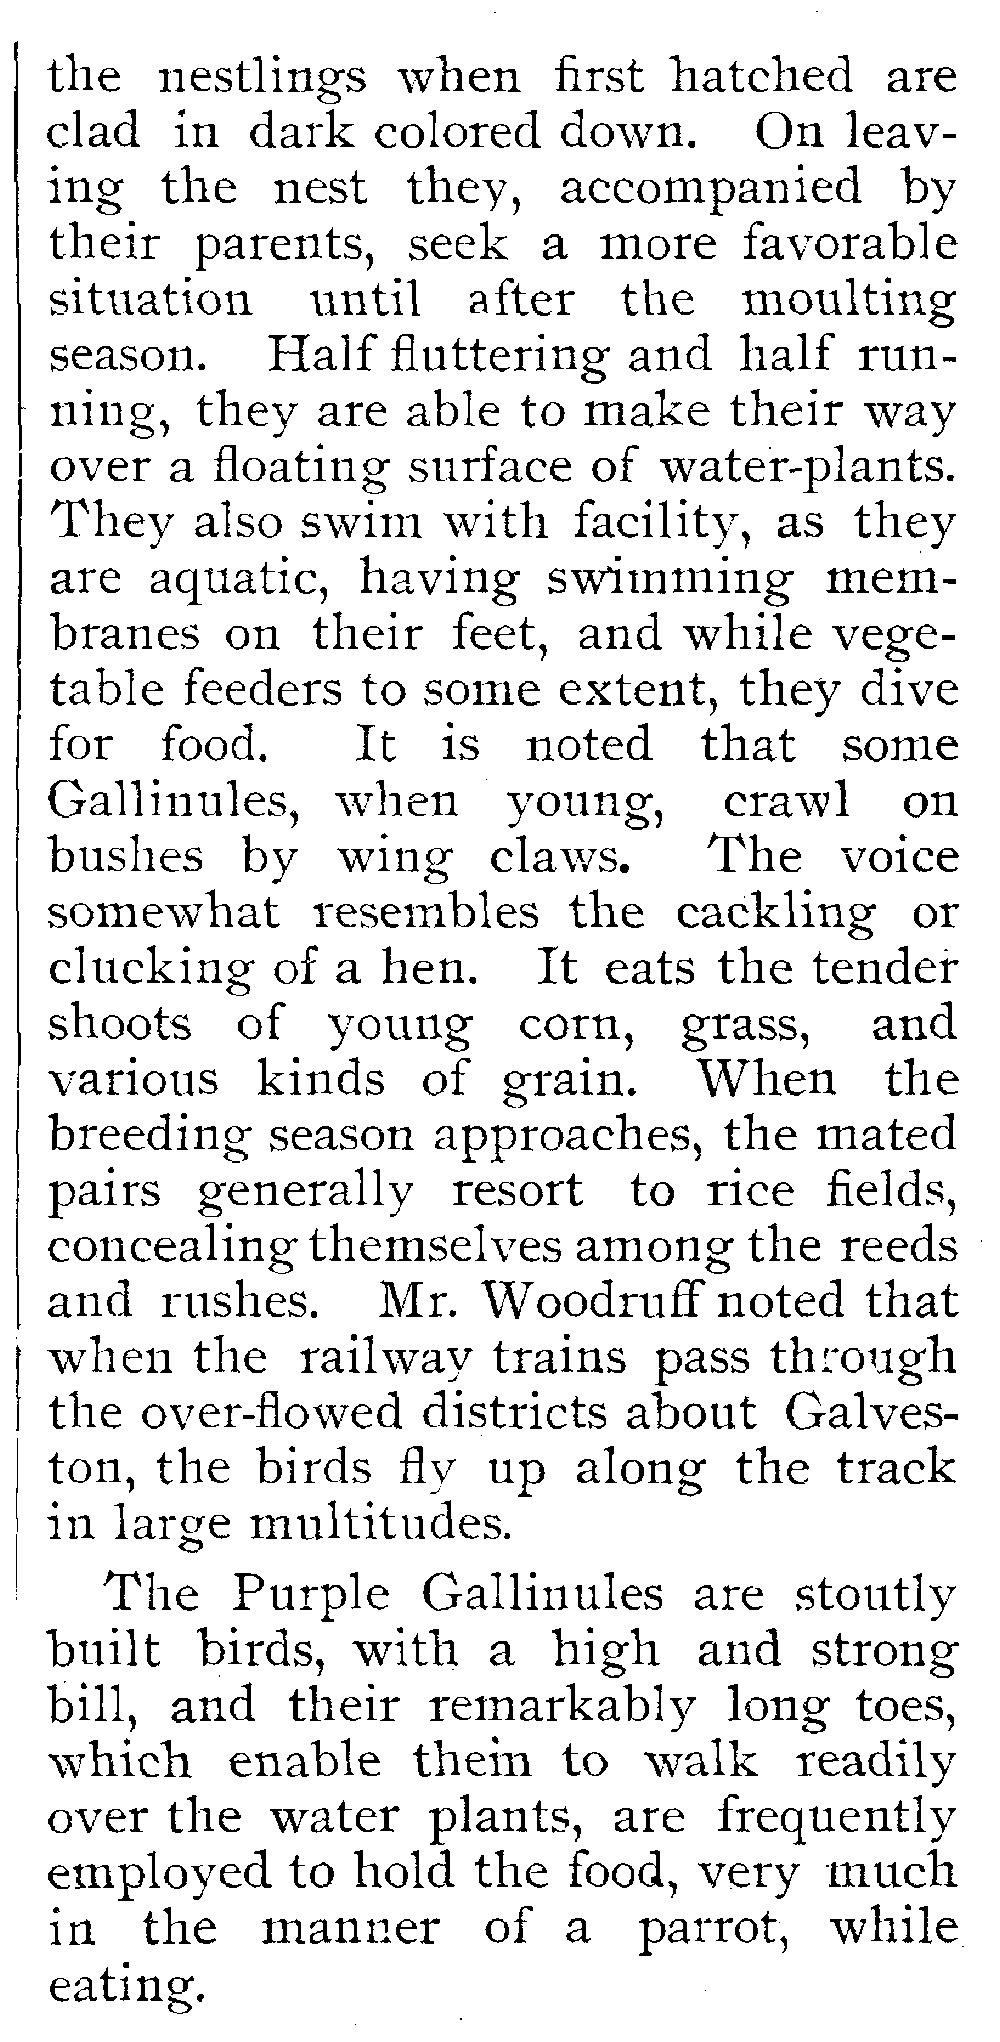 the nestlings when first hatched are
clad in dark colored down. On leav-
ing the nest they, accompanied by
their parents, seek a more favorable
situation until after the moulting
season. Half fluttering and half run-
ning, they are able to make their way
over a floating surface of water-plants.
They also swim with facility, as they
are aquatic, having swimming mem-
branes on their feet, and while vege-
table feeders to some extent, they dive
for food. It is noted that some
Gallinules, when young, crawl on
bushes by wing claws. The voice
somewhat resembles the cackling or
clucking of a hen. It eats the tender
shoots of young corn, grass, and
various kinds of grain. When the
breeding season approaches, the mated
pairs generally resort to rice fields,
concealing themselves among the reeds
and rushes. Mr. Woodruff noted that
when the railway trains pass through
the over-flowed districts about Galves-
ton, the birds fly up along the track
in large multitudes.
The Purple Gallinules are stoutly
built birds, with a high and strong
bill, and their remarkably long toes,
which enable them to walk readily
over the water plants, are frequently
employed to hold the food, very much
in the manner of a parrot, while
eating.